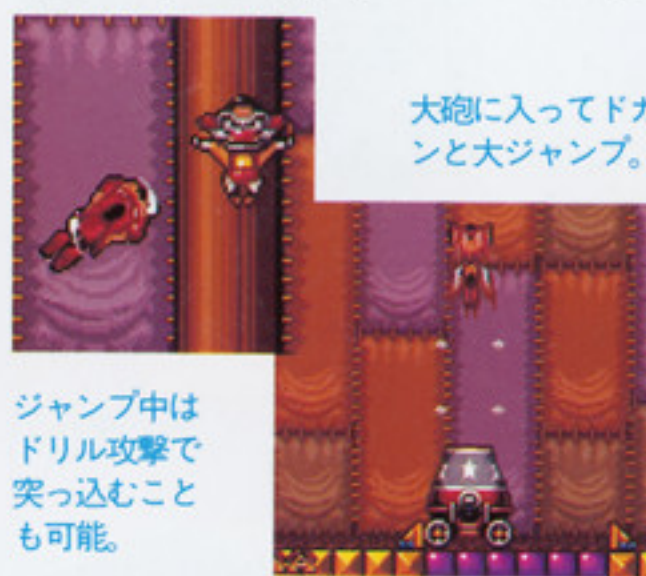 大砲に入ってドカ
ンと大ジャンプ。
ジャンプ中は
ドリル攻撃で
突っ込むこと
も可能。